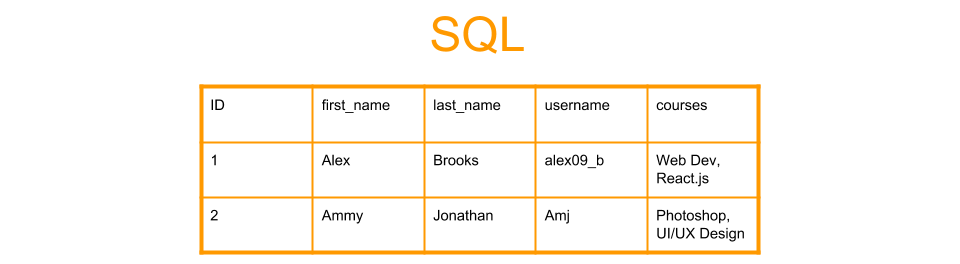 SQL
ID first_name last_name username courses
1 Alex Brooks alex09_b Web Dev,
React.js
2 Ammy Jonathan Amj Photoshop,
UI/UX Design